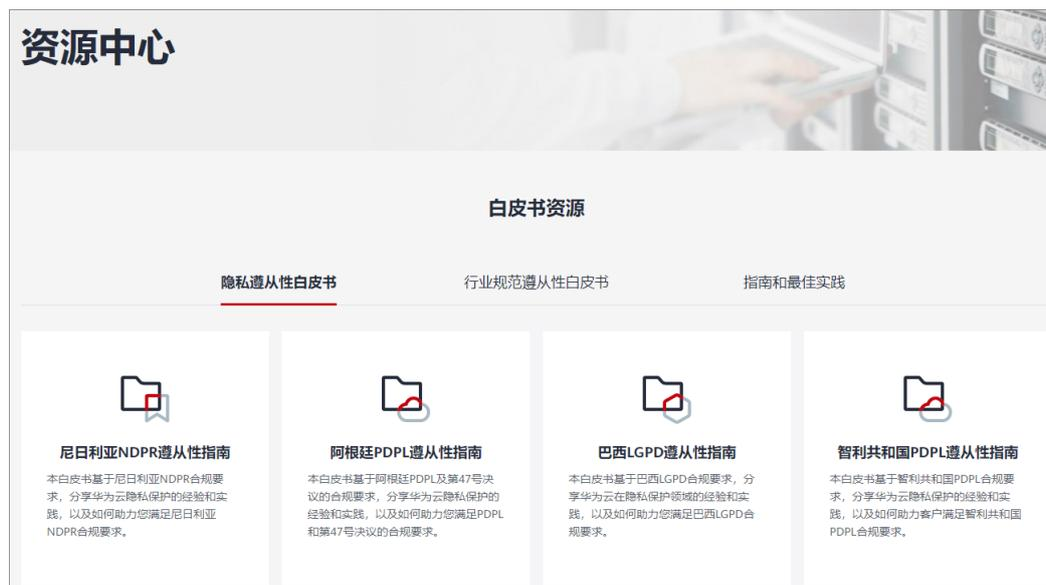 资源中心
白皮书资源
隐私遵从性白皮书
行业规范遵从性白皮书
指南和最佳实践
尼日利亚NDPR遵从性指南
本白皮书基于尼日利亚NDPR合规要
求，分享华为云隐私保护的经验和实
践，以及如何助力您满足尼日利亚
NDPR合规要求。
阿根廷PDPL遵从性指南
本白皮书基于阿根廷PDPL及第47号决
议的合规要求，分享华为云隐私保护的
经验和实践，以及如何助力您满足PDPL
和第47号决议的合规要求。
巴西LGPD遵从性指南
本白皮书基于巴西LGPD合规要求，分
享华为云在隐私保护领域的经验和实
践，以及如何助力您满足巴西LGPD合
规要求。
智利共和国PDPL遵从性指南
本白皮书基于智利共和国PDPL合规要
求，分享华为云隐私保护的经验和实
践，以及如何助力客户满足智利共和国
PDPL合规要求。